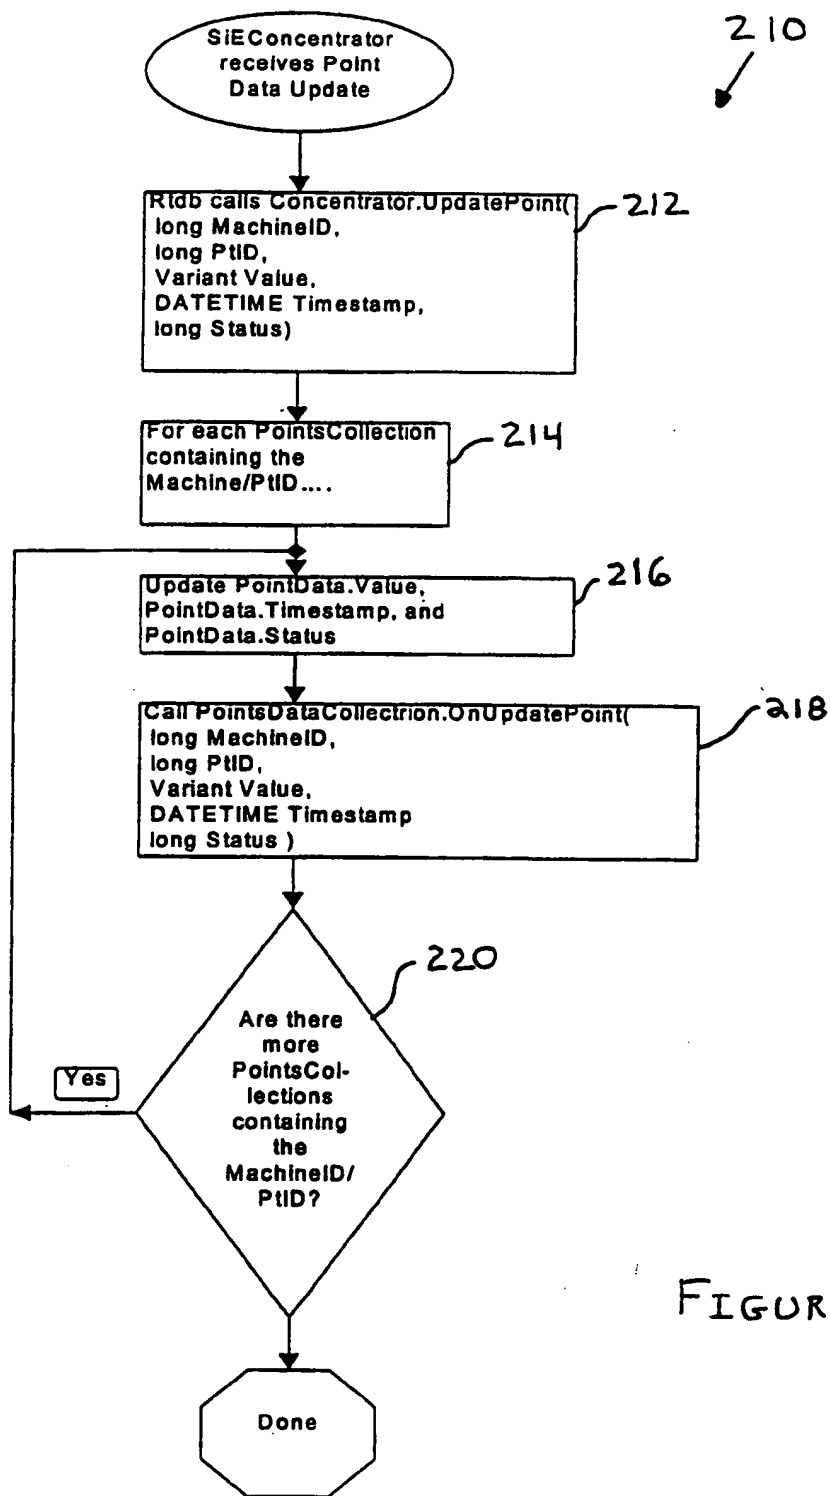 SiEConcentrator
receives Point
Data Update
210
Rtdb calls Concentrator.UpdatePoint(
long MachineID,
long PtID,
Variant Value,
DATETIME Timestamp,
long Status)
212
For each PointsCollection
containing the
Machine/PtID....
214
Update PointData.Value,
PointData.Timestamp, and
PointData.Status
216
Call PointsDataCollectrion.OnUpdatePoint(
long MachineID,
long PtID,
Variant Value,
DATETIME Timestamp
long Status )
218
220
Are there
more
PointsCol-
lections
containing
the
MachineID/
PtID?
Yes
FIGUR
Done